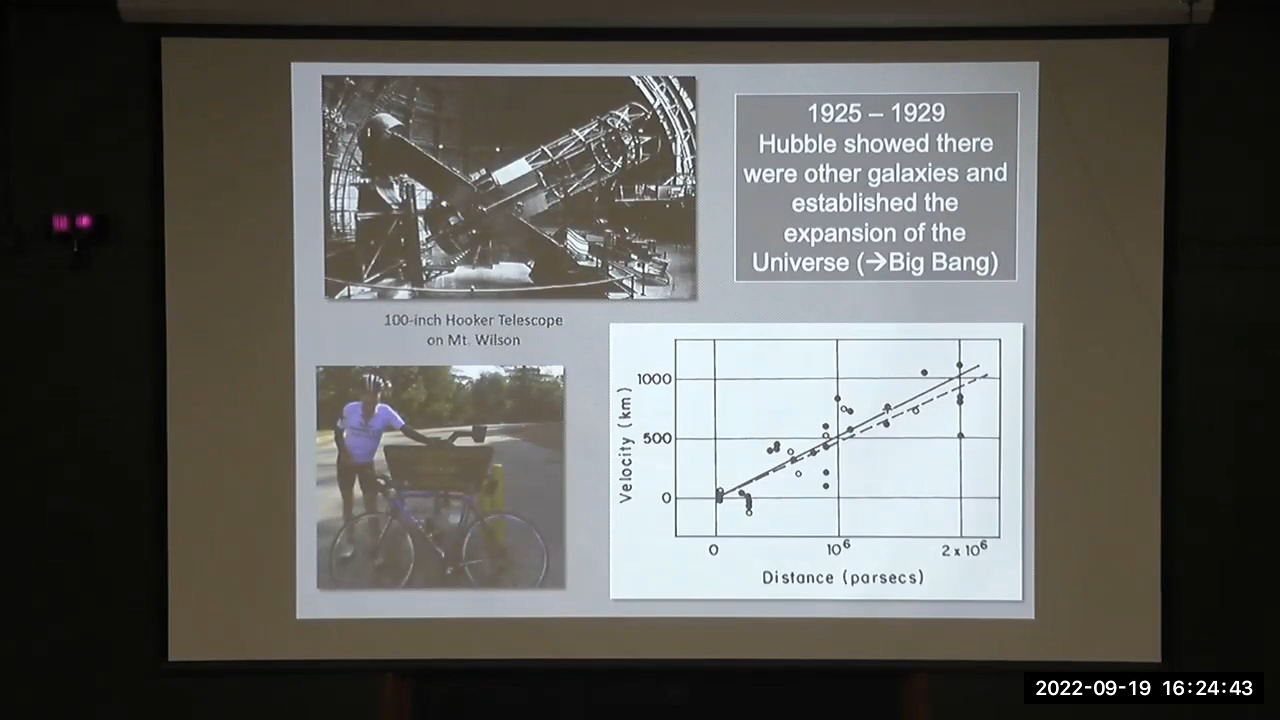 1925 – 1929
Hubble showed there
were other galaxies and
established the
expansion of the
Universe (→Big Bang)
100-inch Hooker Telescope
on Mt. Wilson
Velocity (km)
1000
500
0
0
10⁶
2 x 10⁶
Distance (parsecs)
2022-09-19 16:24:43